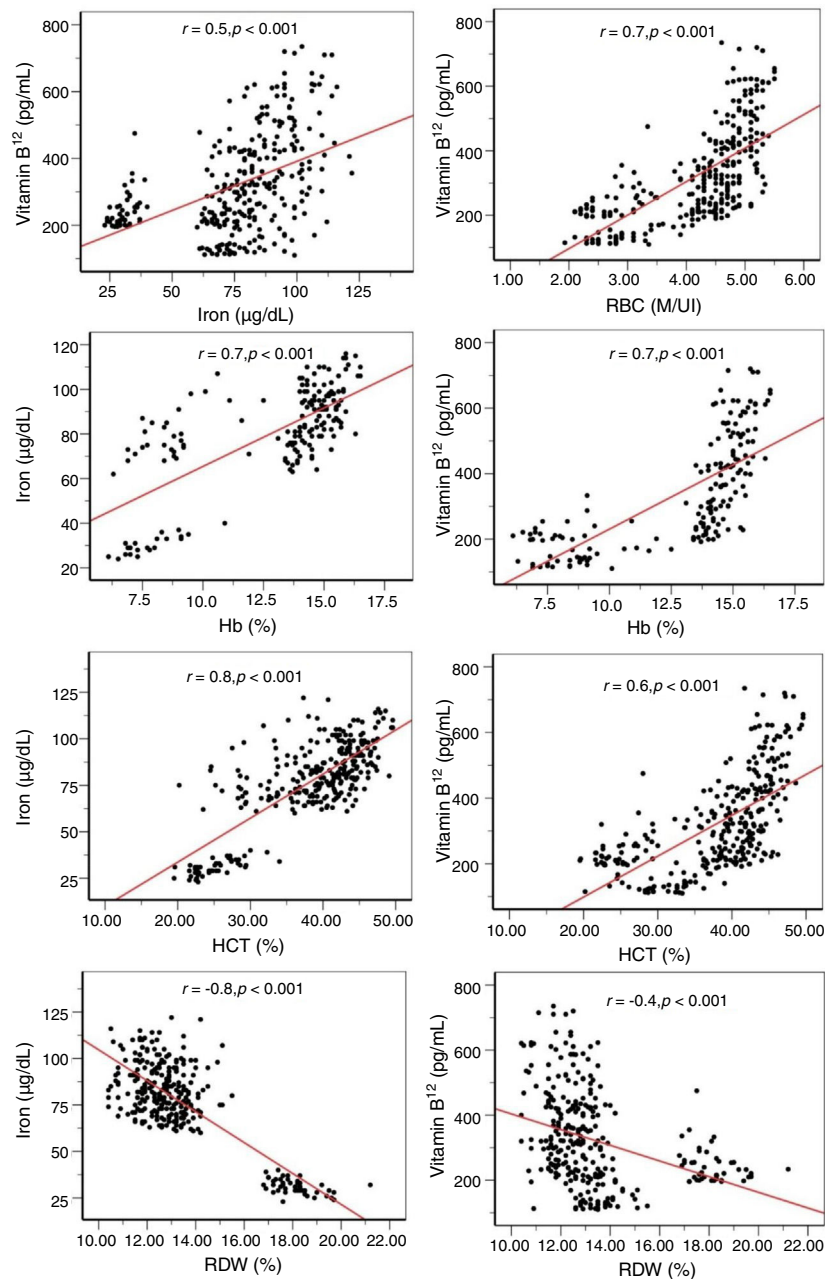 r = 0.5,p < 0.001
Vitamin B12 (pg/mL)
800
600
400
200
25 50 75 100 125
Iron (µg/dL)
r = 0.7,p < 0.001
Vitamin B12 (pg/mL)
800
600
400
200
1.00 2.00 3.00 4.00 5.00 6.00
RBC (M/UI)
r = 0.7,p < 0.001
Iron (µg/dL)
120
100
80
60
40
20
7.5 10.0 15.0 17.5
Hb (%)
r = 0.7,p < 0.001
Vitamin B12 (pg/mL)
800
600
400
200
7.5 10.0 15.0 17.5
Hb (%)
r = 0.8,p < 0.001
Iron (µg/dL)
125
100
75
50
25
10.00 20.00 30.00 40.00 50.00
HCT (%)
r = 0.6,p < 0.001
Vitamin B12 (pg/mL)
800
600
400
200
10.00 20.00 30.00 40.00 50.00
HCT (%)
r = -0.8,p < 0.001
Iron (µg/dL)
125
100
75
50
25
10.00 12.00 14.00 16.00 18.00 20.00 22.00
RDW (%)
r = -0.4,p < 0.001
Vitamin B12 (pg/mL)
800
600
400
200
10.00 12.00 14.00 16.00 18.00 20.00 22.00
RDW (%)